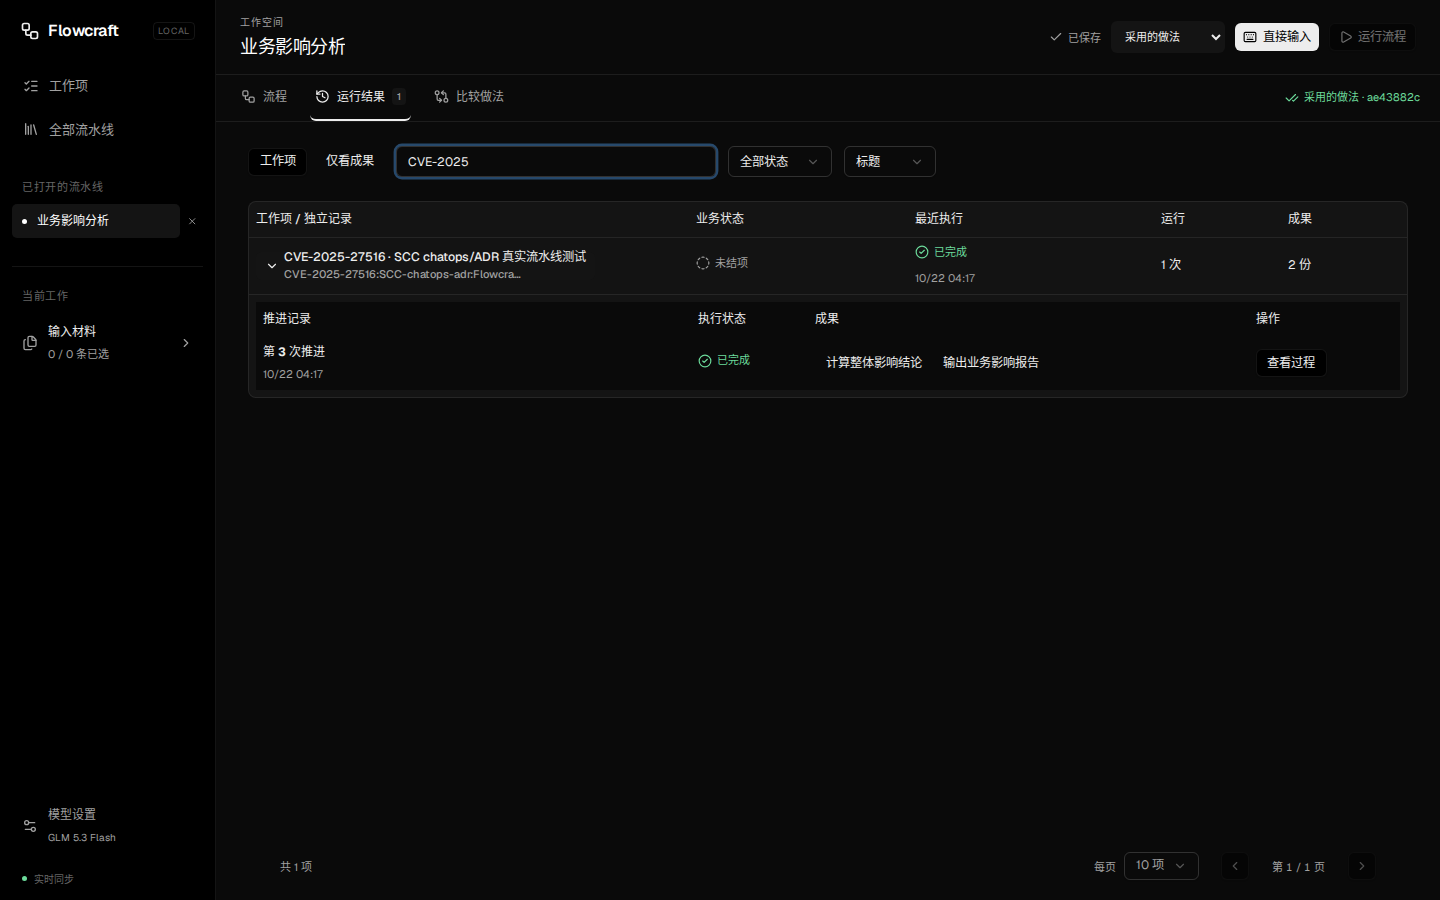 Flowcraft
LOCAL
工作项
全部流水线
已打开的流水线
业务影响分析
当前工作
输入材料
0 / 0 条已选
模型设置
GLM 5.3 Flash
实时同步
工作空间
业务影响分析
已保存
采用的做法
直接输入
运行流程
流程
运行结果 1
比较做法
采用的做法 · ae43882c
工作项
仅看成果
CVE-2025
全部状态
标题
工作项 / 独立记录 业务状态 最近执行 运行 成果
CVE-2025-27516 · SCC chatops/ADR 真实流水线测试
CVE-2025-27516:SCC-chatops-adr:Flowcra...
未结项
已完成
10/22 04:17
1 次
2 份
推进记录 执行状态 成果 操作
第 3 次推进
10/22 04:17
已完成
计算整体影响结论
输出业务影响报告
查看过程
共 1 项
每页
10 项
第 1 / 1 页